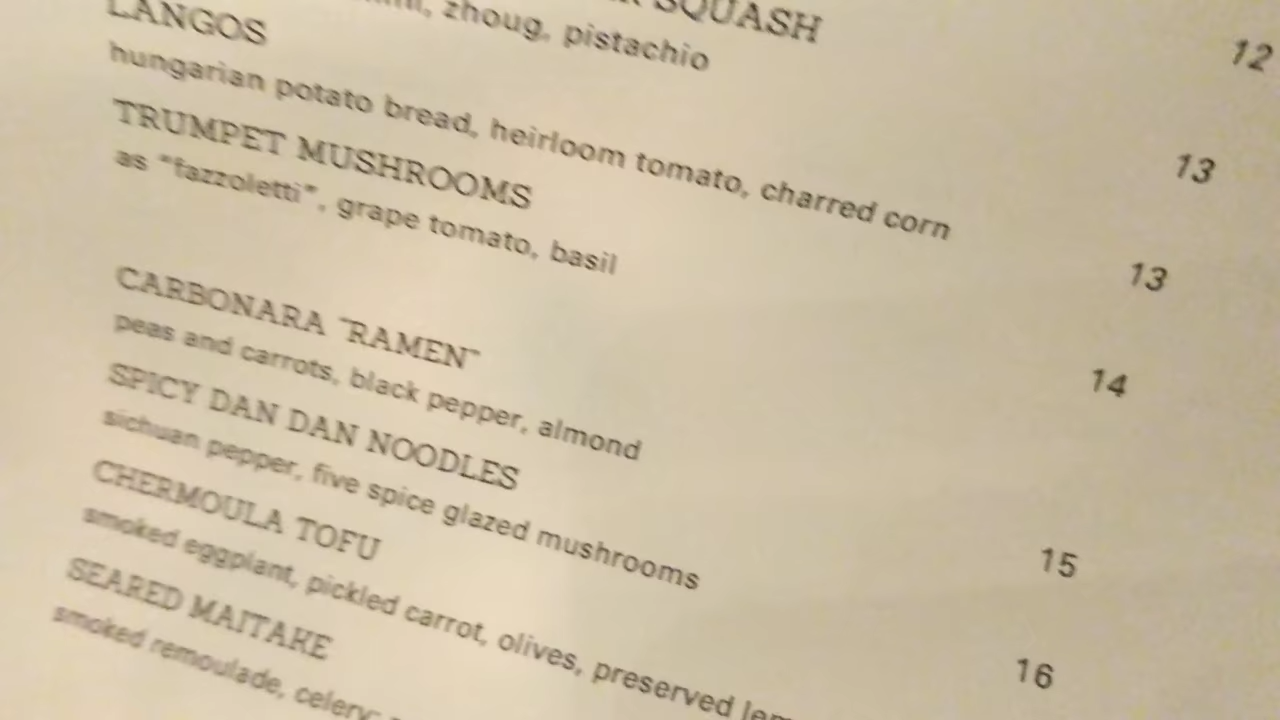 SQUASH
zhoug, pistachio
12
LANGOS
hungarian potato bread, heirloom tomato, charred corn
13
TRUMPET MUSHROOMS
as "fazzoletti", grape tomato, basil
13
CARBONARA "RAMEN"
peas and carrots, black pepper, almond
14
SPICY DAN DAN NOODLES
sichuan pepper, five spice glazed mushrooms
15
CHERMOULA TOFU
smoked eggplant, pickled carrot, olives, preserved
16
SEARED MAITAKE
smoked remoulade, celery